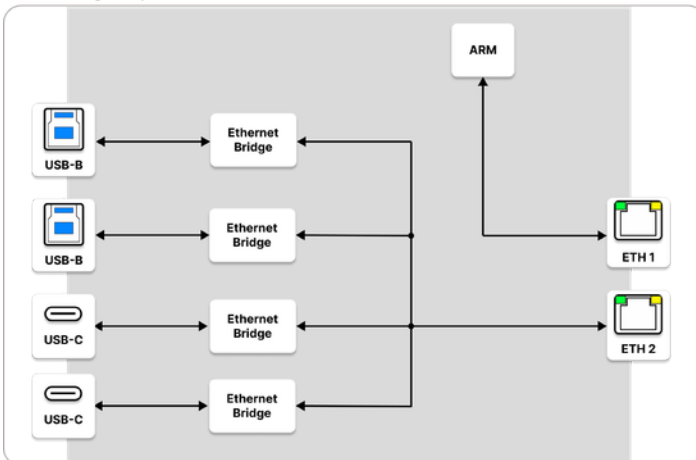 ARM
USB-B
Ethernet
Bridge
USB-B
Ethernet
Bridge
ETH 1
USB-C
Ethernet
Bridge
ETH 2
USB-C
Ethernet
Bridge